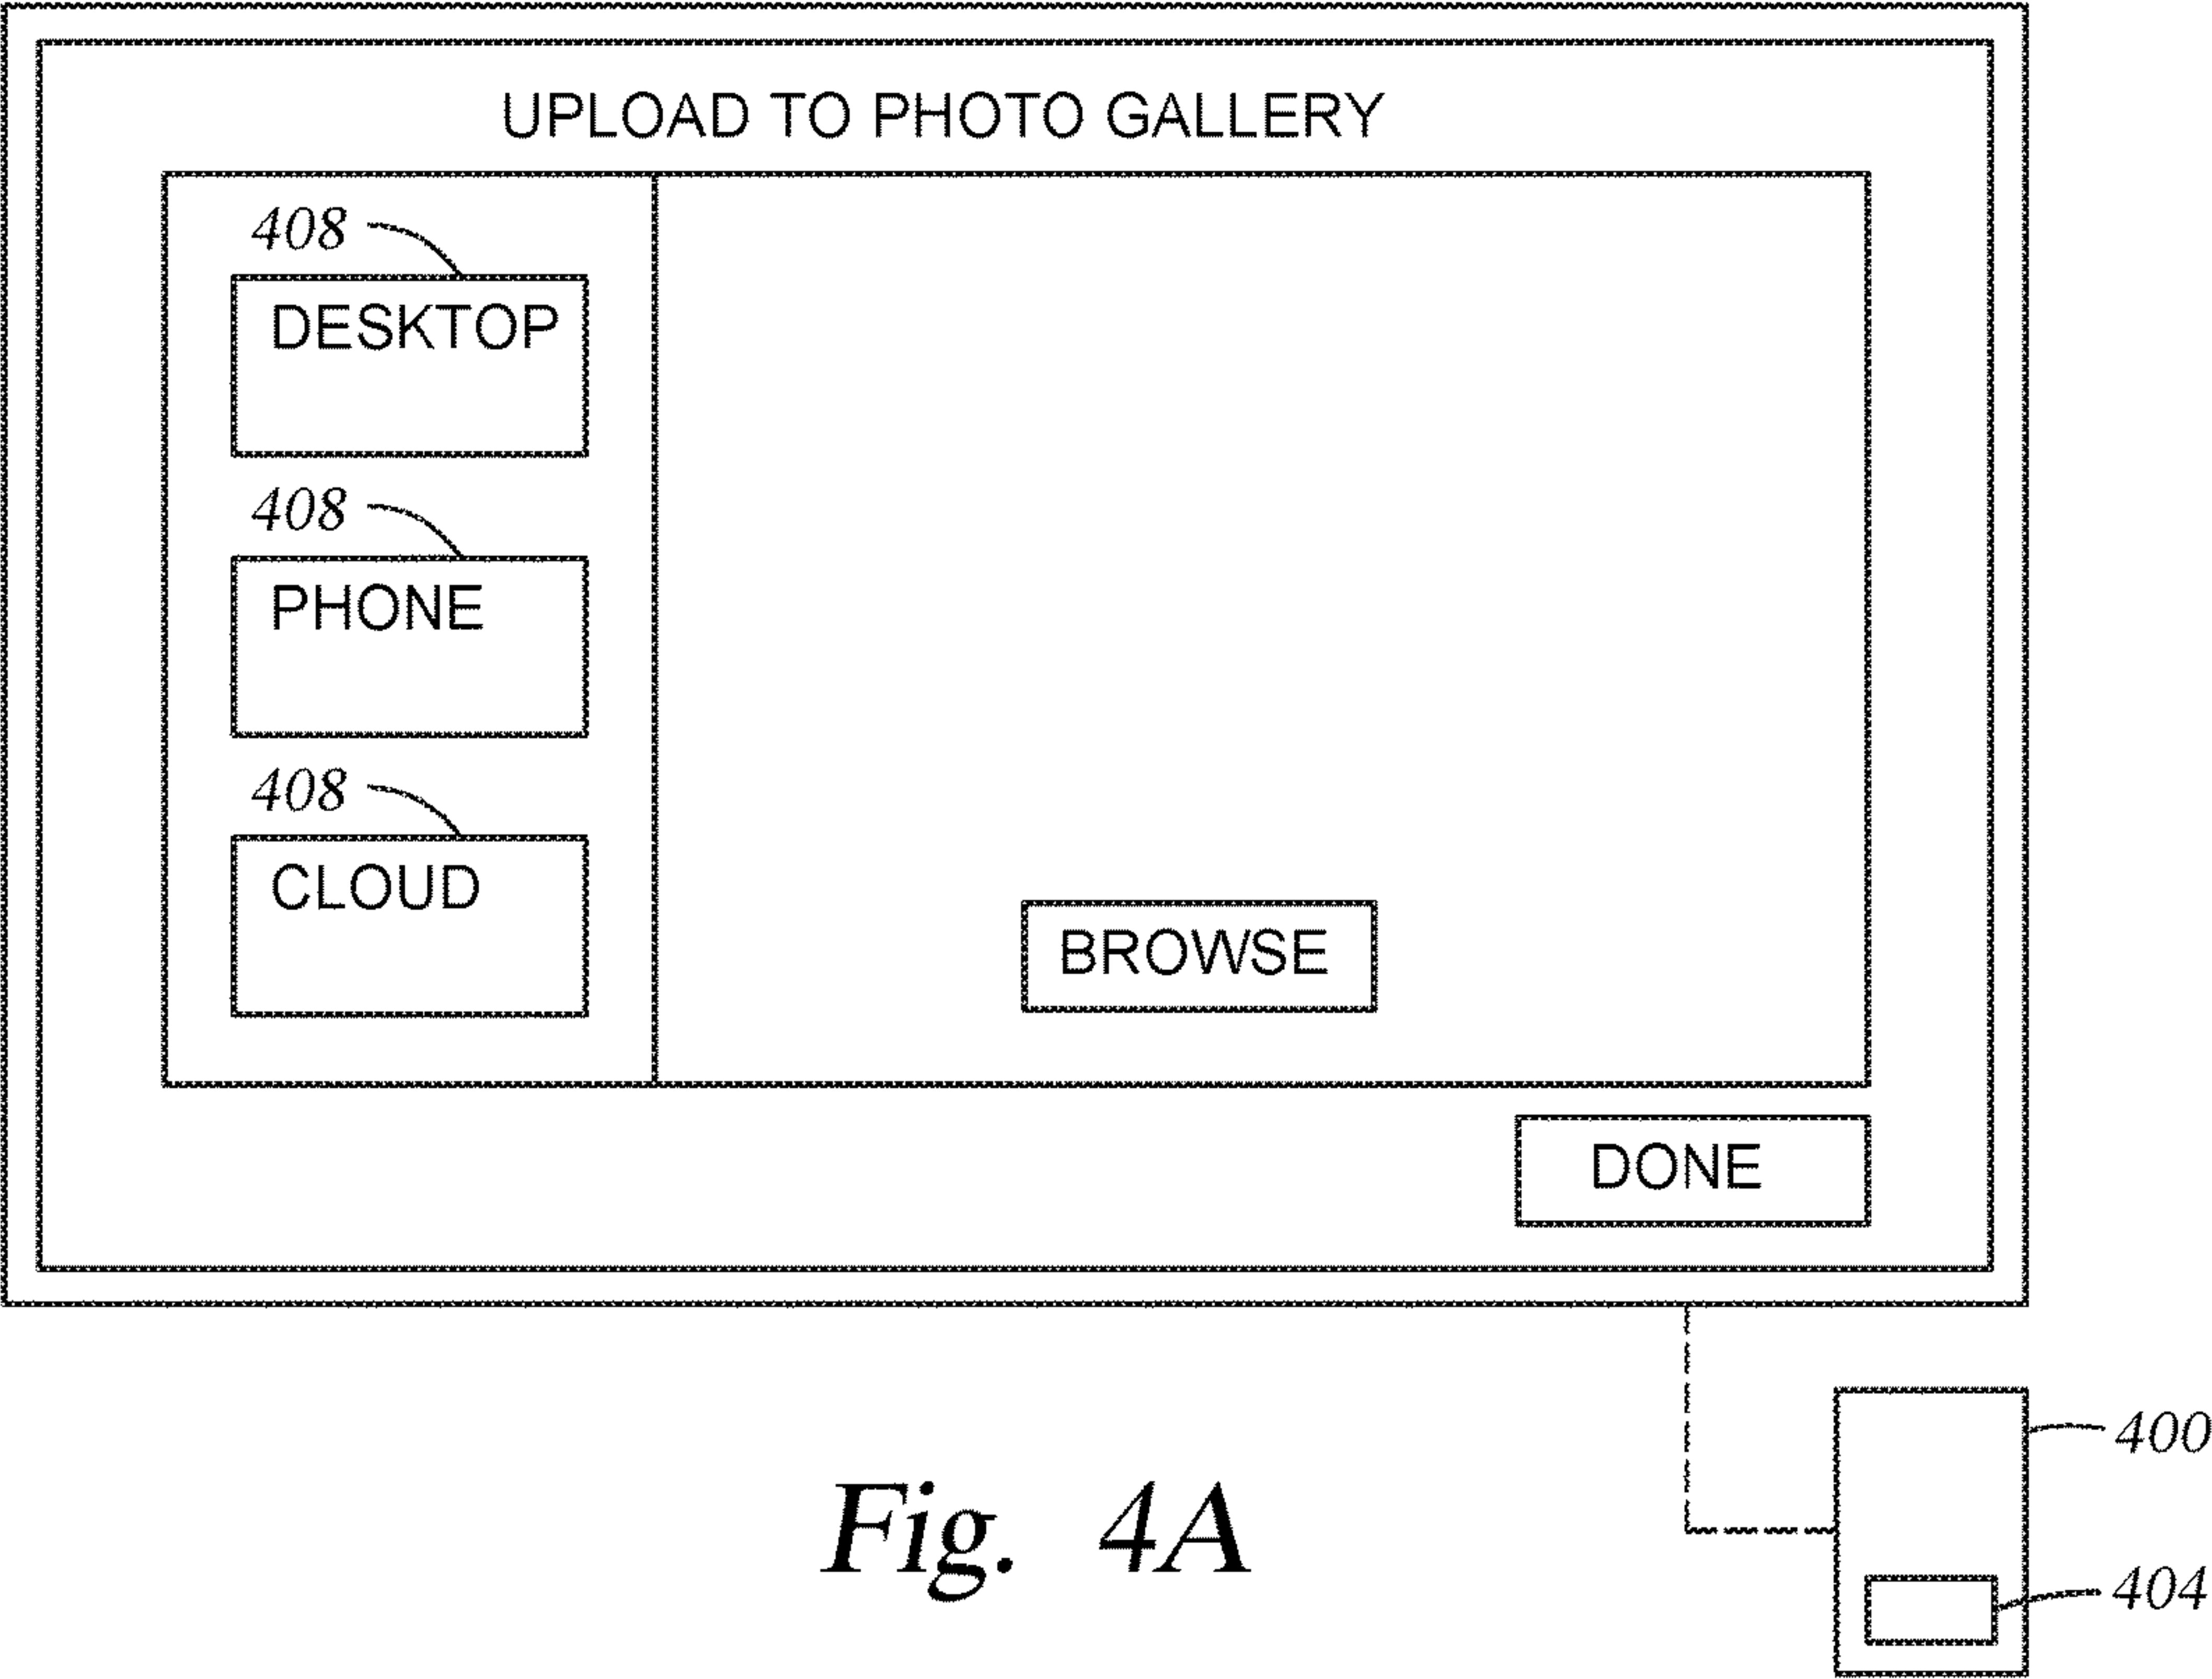 UPLOAD TO PHOTO GALLERY
408
DESKTOP
408
PHONE
408
CLOUD
BROWSE
DONE
400
404
Fig. 4A